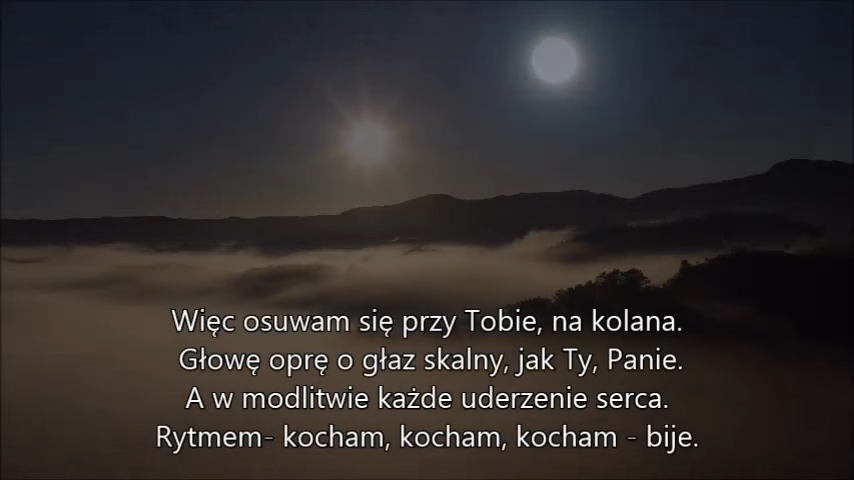 Więc osuwam się przy Tobie, na kolana.
Głowę oprę o głaz skalny, jak Ty, Panie.
A w modlitwie każde uderzenie serca.
Rytmem- kocham, kocham, kocham - bije.